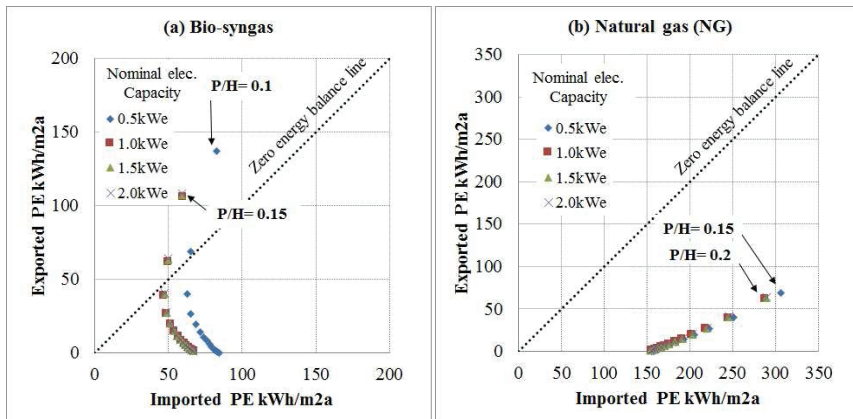 (a) Bio-syngas
200
150
100
50
0
0
50
100
150
200
Exported PE kWh/m2a
Imported PE kWh/m2a
Nominal elec.
Capacity
0.5kWe
1.0kWe
1.5kWe
2.0kWe
P/H= 0.1
P/H= 0.15
Zero energy balance line
(b) Natural gas (NG)
350
300
250
200
150
100
50
0
0
50
100
150
200
250
300
350
Exported PE kWh/m2a
Imported PE kWh/m2a
Nominal elec.
Capacity
0.5kWe
1.0kWe
1.5kWe
2.0kWe
Zero energy balance line
P/H= 0.15
P/H= 0.2